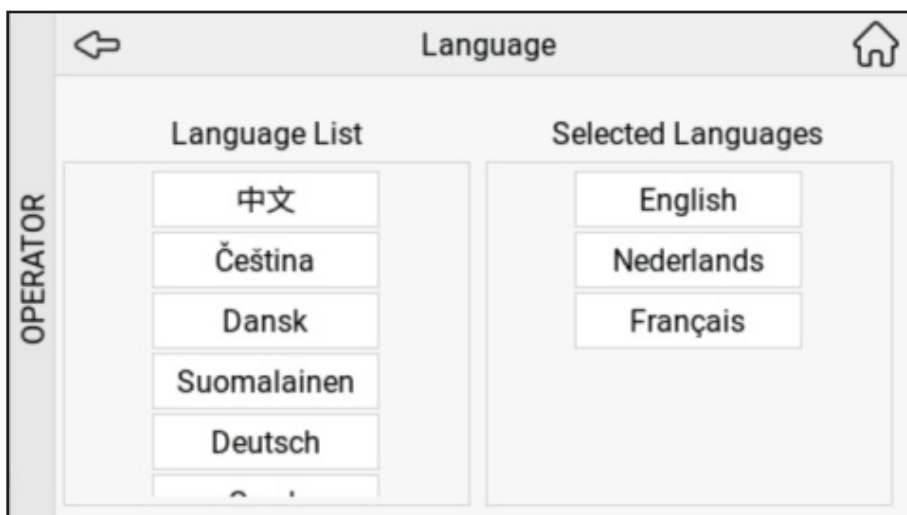 Language
OPERATOR
Language List
中文
Čeština
Dansk
Suomalainen
Deutsch
Selected Languages
English
Nederlands
Français